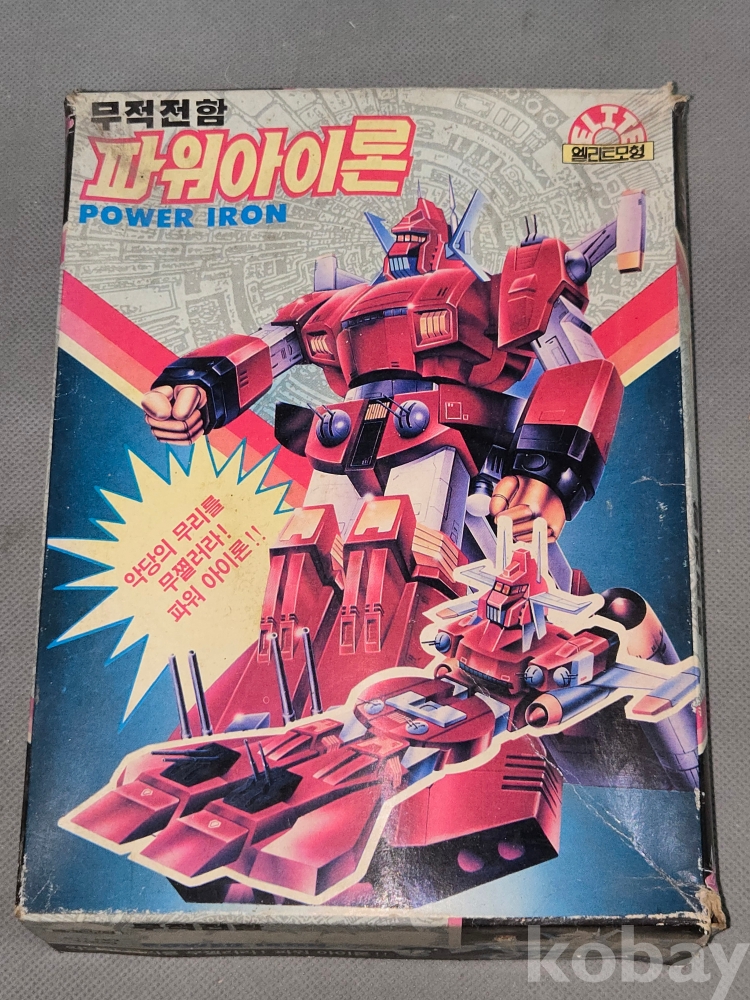 무적전함
파워아이론
POWER IRON
ELITE
엘리트모형
악당의 무리를
무찔러라!
파워 아이론!!
kobay